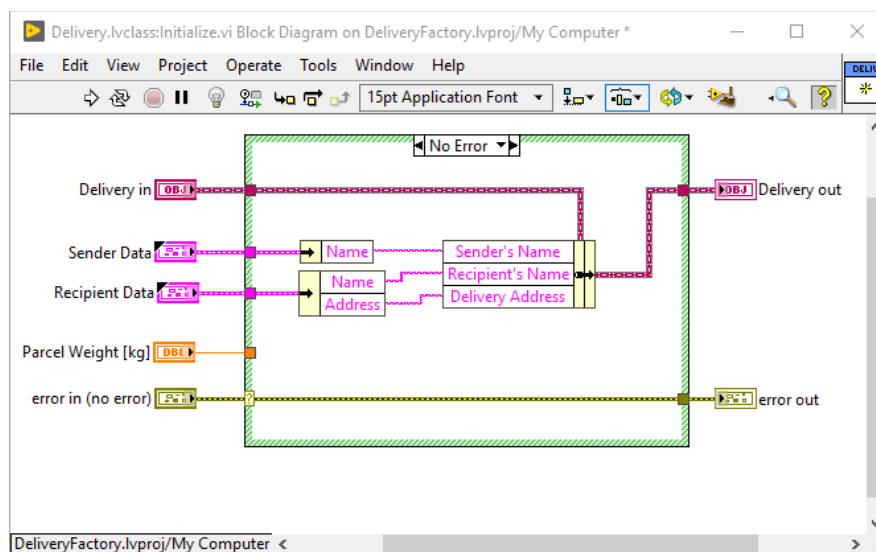 Delivery.lvclass:Initialize.vi Block Diagram on DeliveryFactory.lvproj/My Computer *
File Edit View Project Operate Tools Window Help
15pt Application Font
DELIV
No Error
Delivery in OBJ OBJ Delivery out
Sender Data Name Sender's Name
Recipient Data Name Recipient's Name
Address Delivery Address
Parcel Weight [kg] DBL
error in (no error) ? error out
DeliveryFactory.lvproj/My Computer